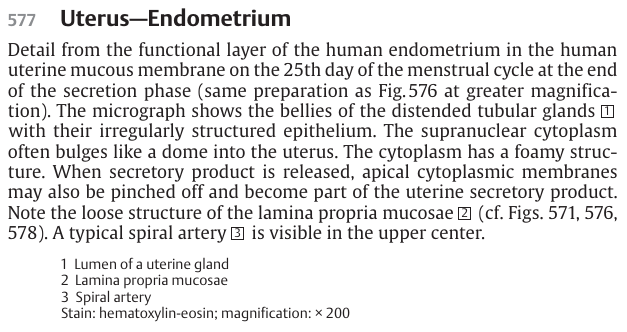 577 Uterus—Endometrium
Detail from the functional layer of the human endometrium in the human
uterine mucous membrane on the 25th day of the menstrual cycle at the end
of the secretion phase (same preparation as Fig. 576 at greater magnifica-
tion). The micrograph shows the bellies of the distended tubular glands 1
with their irregularly structured epithelium. The supranuclear cytoplasm
often bulges like a dome into the uterus. The cytoplasm has a foamy struc-
ture. When secretory product is released, apical cytoplasmic membranes
may also be pinched off and become part of the uterine secretory product.
Note the loose structure of the lamina propria mucosae 2 (cf. Figs. 571, 576,
578). A typical spiral artery 3 is visible in the upper center.
1 Lumen of a uterine gland
2 Lamina propria mucosae
3 Spiral artery
Stain: hematoxylin-eosin; magnification: × 200